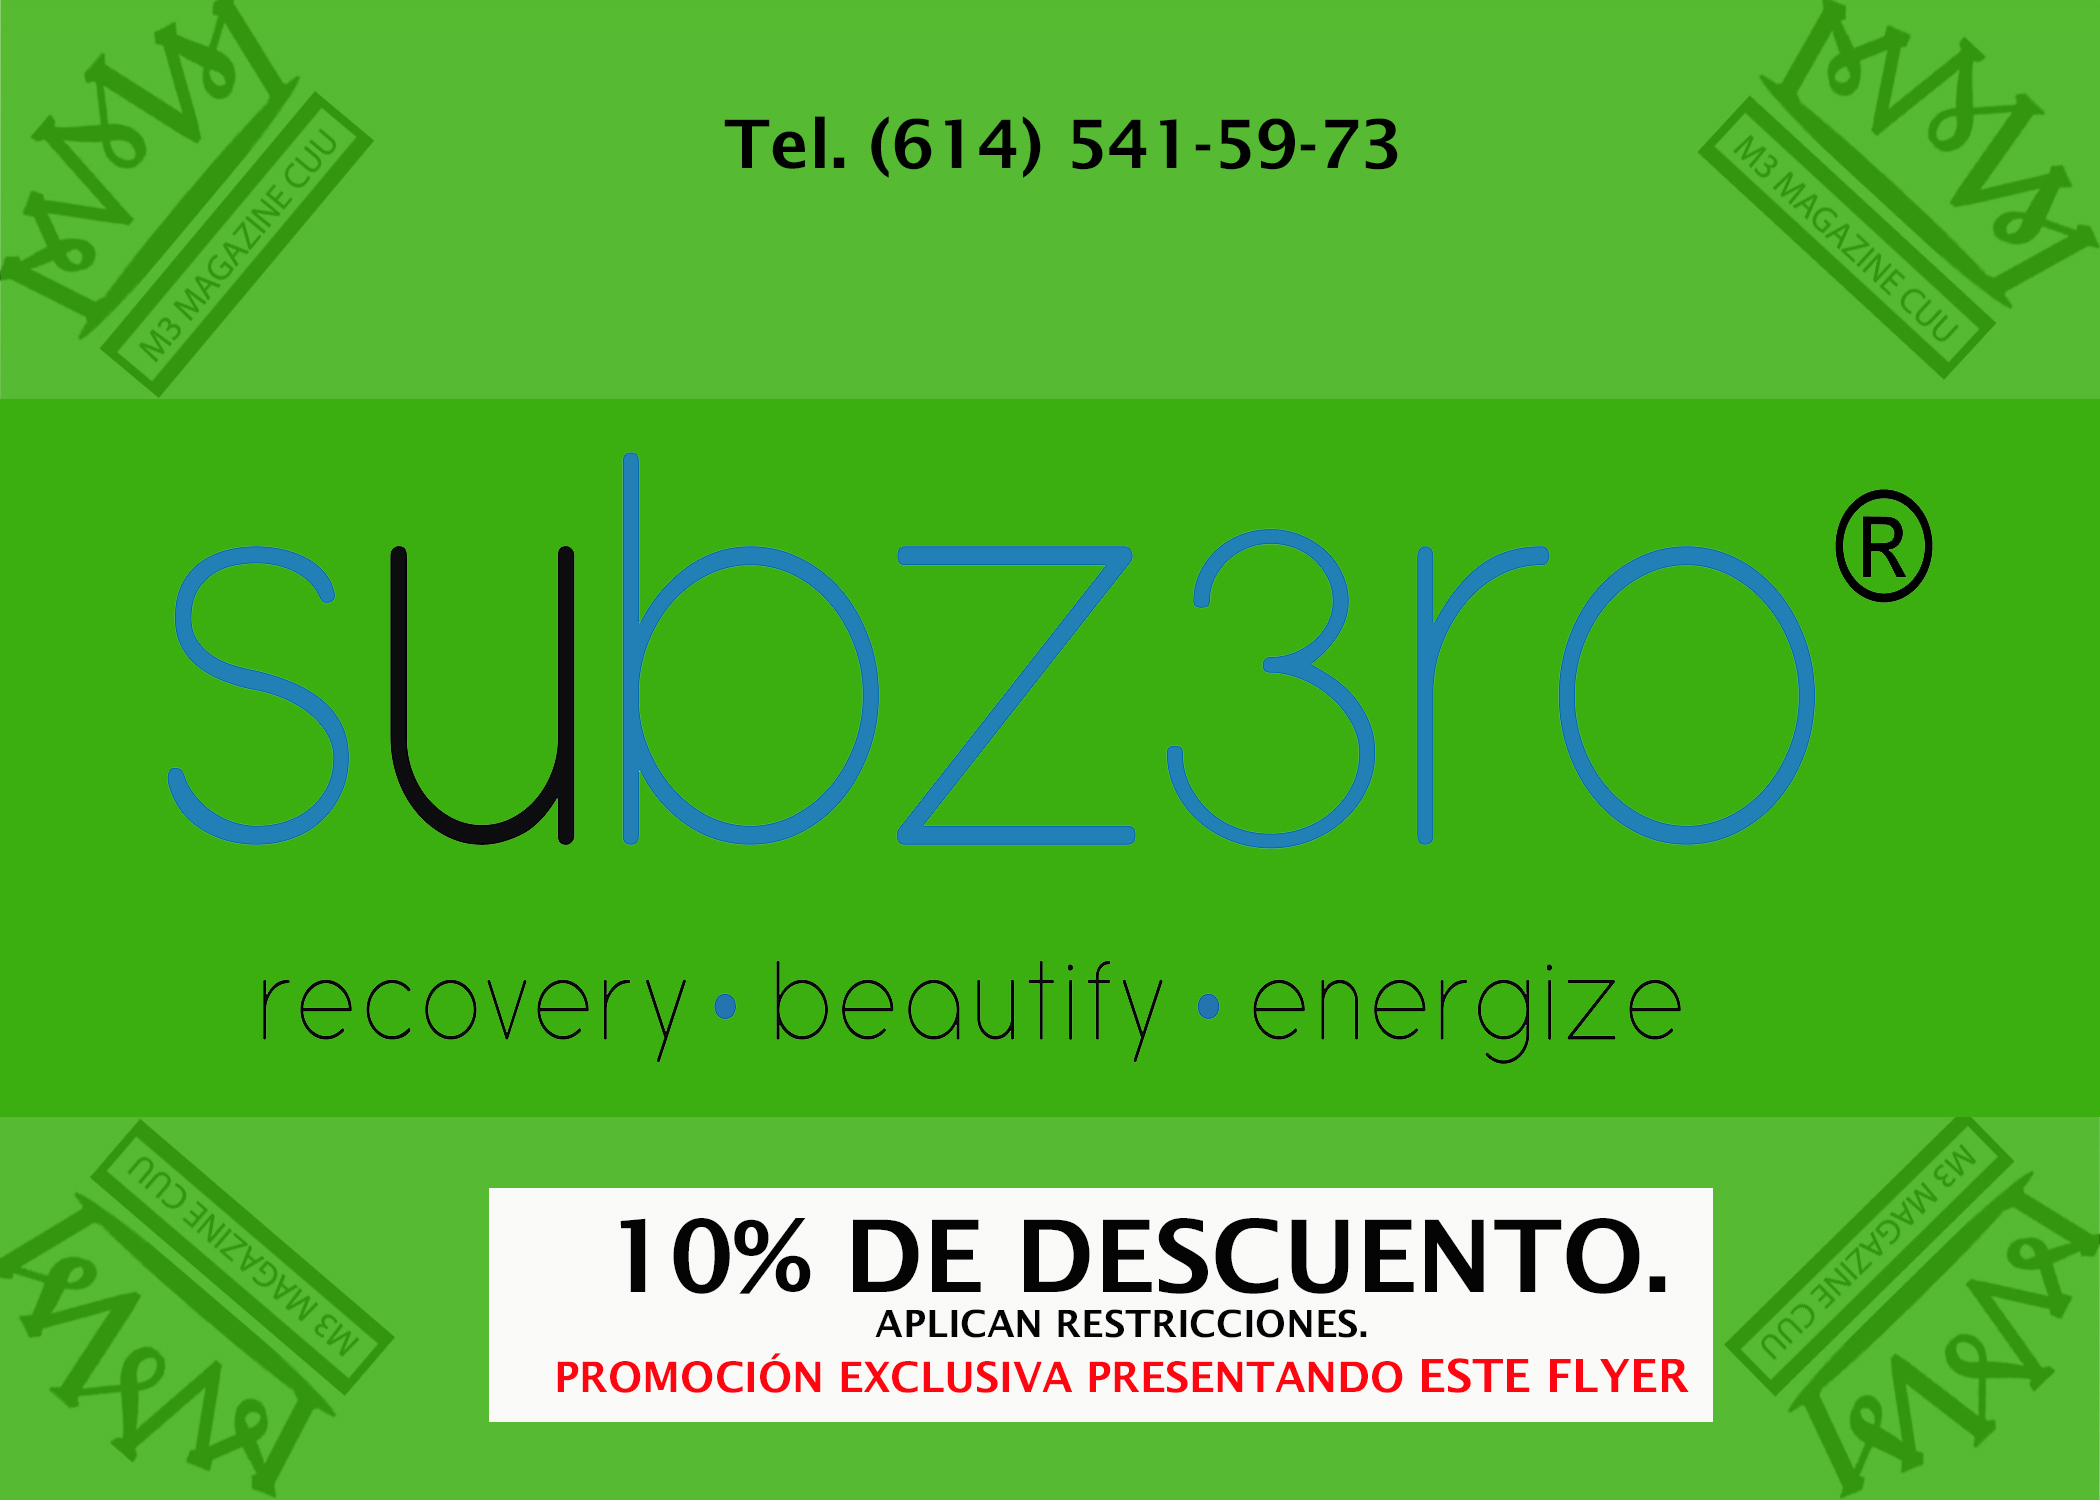 M3 MAGAZINE CUU
M3 MAGAZINE CUU
Tel. (614) 541-59-73
subz3ro®
recovery • beautify • energize
M3 MAGAZINE CUU
M3 MAGAZINE CUU
10% DE DESCUENTO.
APLICAN RESTRICCIONES.
PROMOCIÓN EXCLUSIVA PRESENTANDO ESTE FLYER